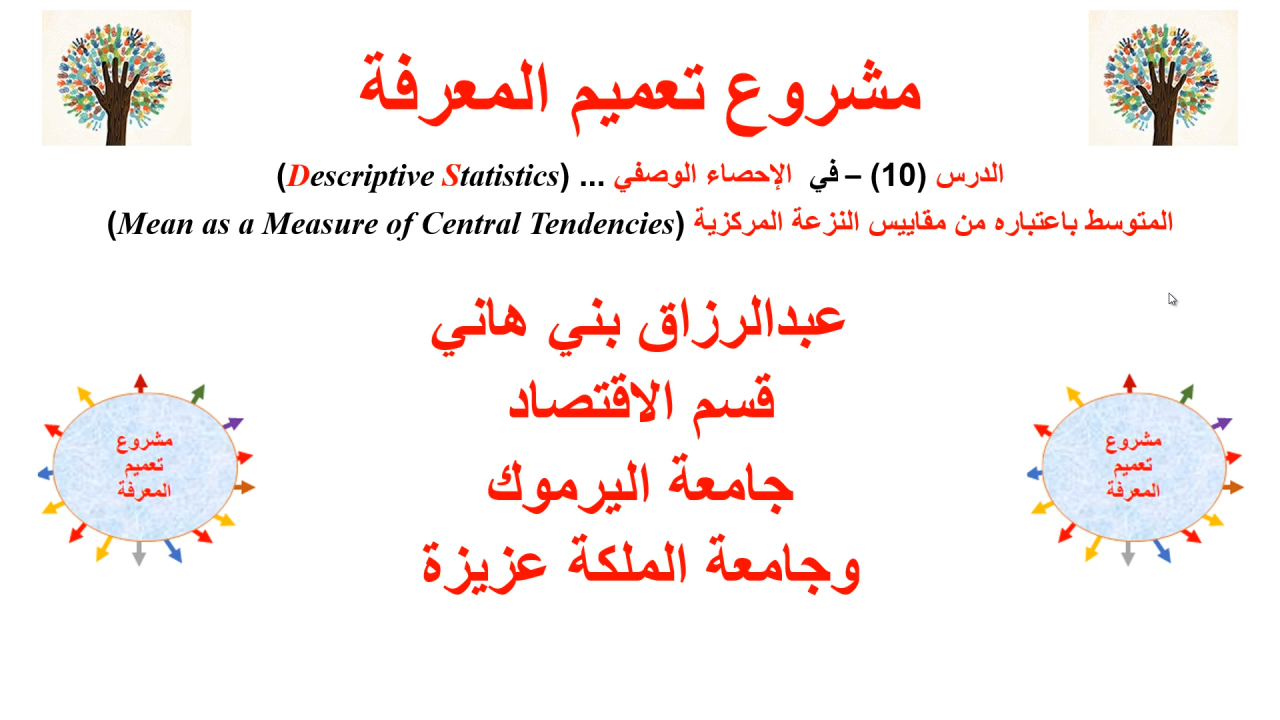 مشروع تعميم المعرفة
الدرس (10) – في الإحصاء الوصفي ... (Descriptive Statistics)
المتوسط باعتباره من مقاييس النزعة المركزية (Mean as a Measure of Central Tendencies)
عبدالرزاق بني هاني
قسم الاقتصاد
جامعة اليرموك
وجامعة الملكة عزيزة
مشروع
تعميم
المعرفة
مشروع
تعميم
المعرفة